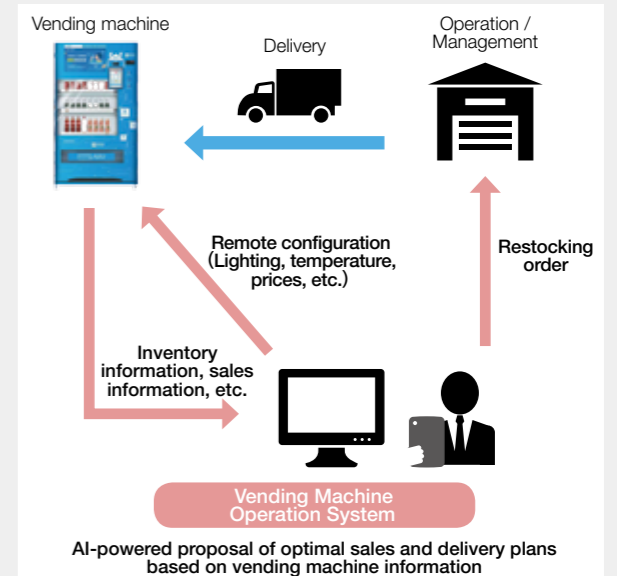 Vending machine
Operation /
Management
Delivery
Remote configuration
(Lighting, temperature,
prices, etc.)
Restocking
order
Inventory
information, sales
information, etc.
Vending Machine
Operation System
AI-powered proposal of optimal sales and delivery plans
based on vending machine information